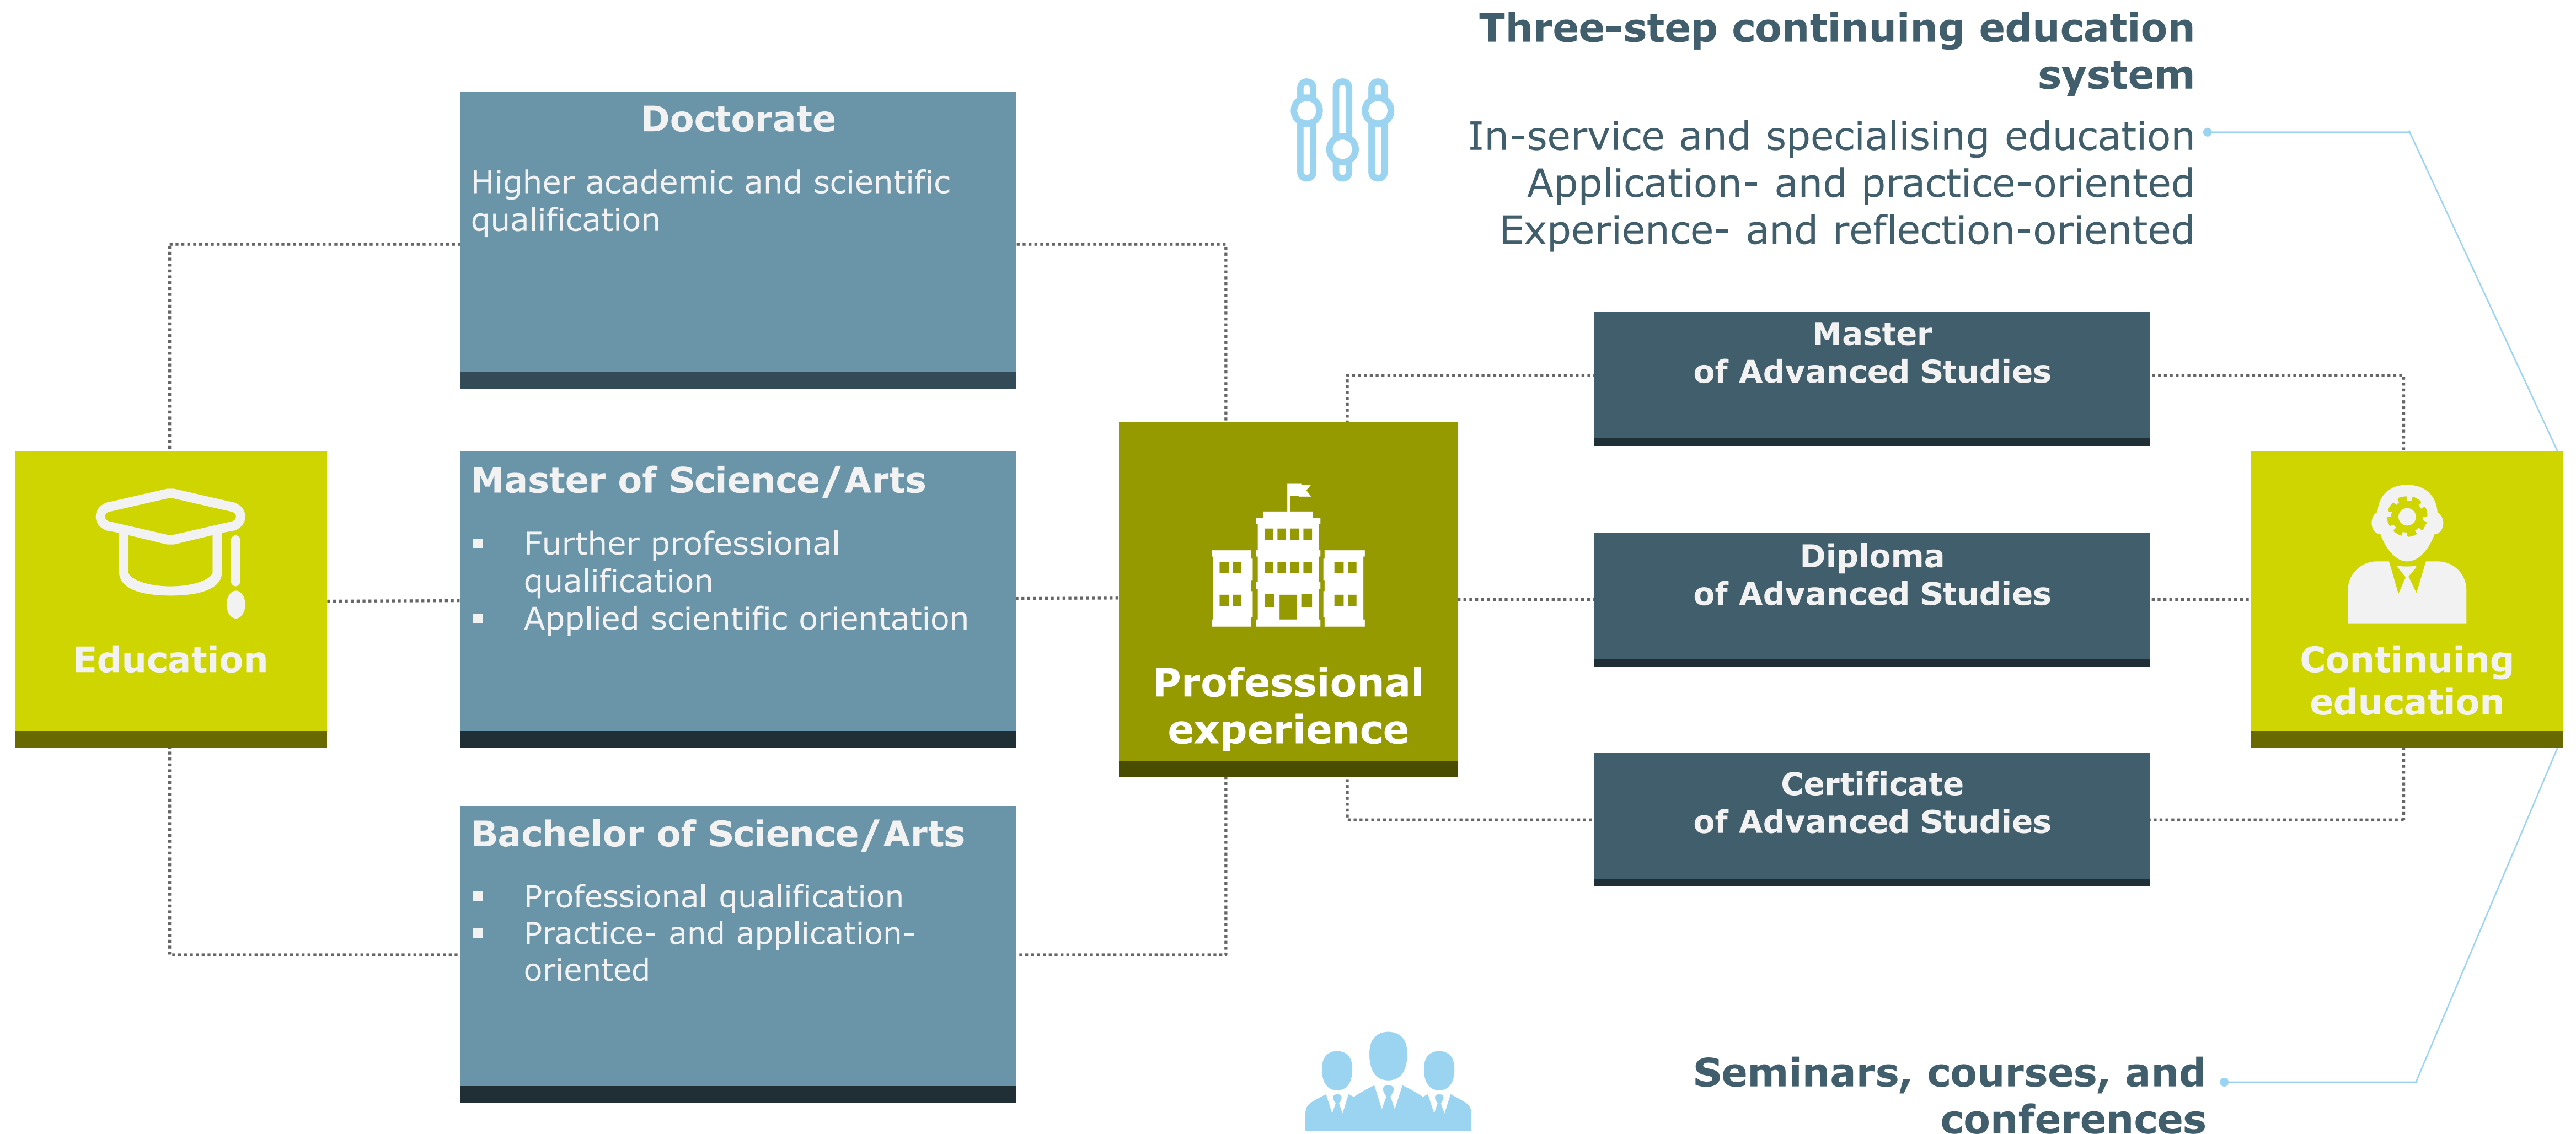 Three-step continuing education
system
In-service and specialising education
Application- and practice-oriented
Experience- and reflection-oriented
Doctorate
Higher academic and scientific
qualification
Education
Master of Science/Arts
▪ Further professional
qualification
▪ Applied scientific orientation
Bachelor of Science/Arts
▪ Professional qualification
▪ Practice- and application-
oriented
Professional
experience
Master
of Advanced Studies
Diploma
of Advanced Studies
Certificate
of Advanced Studies
Continuing
education
Seminars, courses, and
conferences